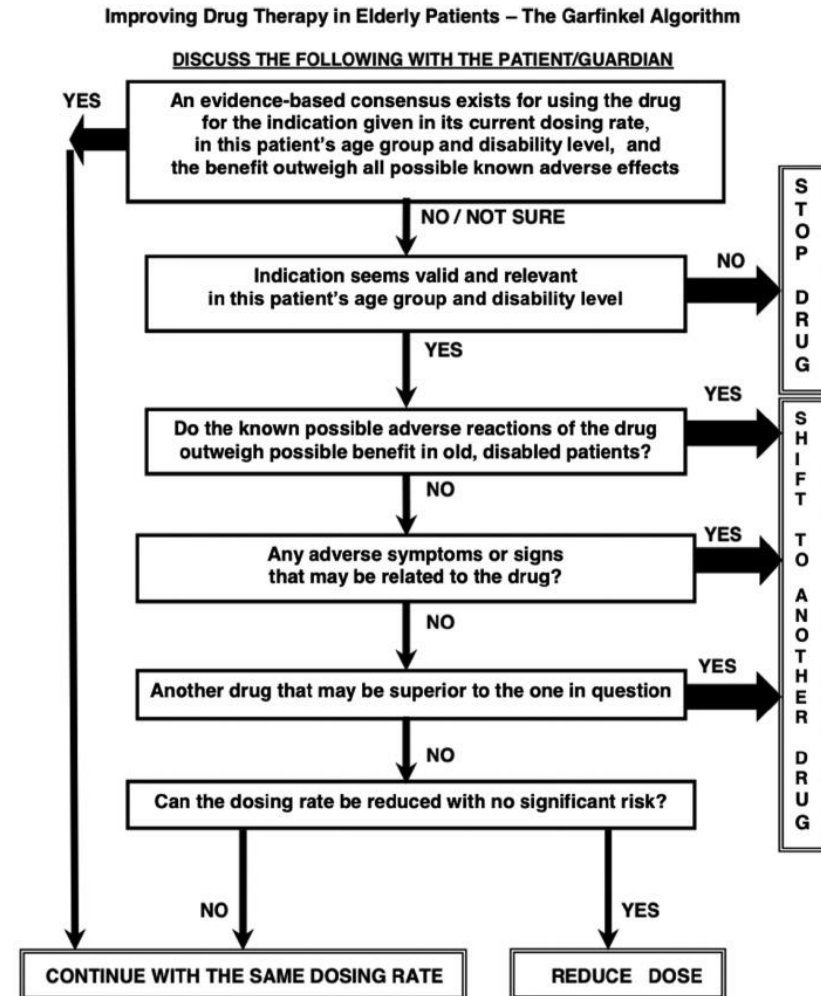 Improving Drug Therapy in Elderly Patients – The Garfinkel Algorithm
DISCUSS THE FOLLOWING WITH THE PATIENT/GUARDIAN
YES
An evidence-based consensus exists for using the drug
for the indication given in its current dosing rate,
in this patient's age group and disability level, and
the benefit outweigh all possible known adverse effects
NO / NOT SURE
Indication seems valid and relevant
in this patient's age group and disability level
NO
STOP DRUG
YES
Do the known possible adverse reactions of the drug
outweigh possible benefit in old, disabled patients?
YES
SHIFT TO ANOTHER DRUG
NO
Any adverse symptoms or signs
that may be related to the drug?
YES
NO
Another drug that may be superior to the one in question
YES
NO
Can the dosing rate be reduced with no significant risk?
NO
YES
CONTINUE WITH THE SAME DOSING RATE
REDUCE DOSE